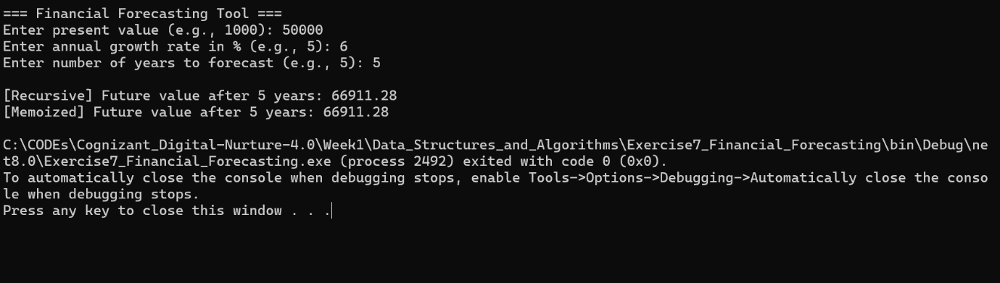 === Financial Forecasting Tool ===
Enter present value (e.g., 1000): 50000
Enter annual growth rate in % (e.g., 5): 6
Enter number of years to forecast (e.g., 5): 5
[Recursive] Future value after 5 years: 66911.28
[Memoized] Future value after 5 years: 66911.28
C:\CODEs\Cognizant_Digital-Nurture-4.0\Week1\Data_Structures_and_Algorithms\Exercise7_Financial_Forecasting\bin\Debug\ne
t8.0\Exercise7_Financial_Forecasting.exe (process 2492) exited with code 0 (0x0).
To automatically close the console when debugging stops, enable Tools->Options->Debugging->Automatically close the conso
le when debugging stops.
Press any key to close this window . . .